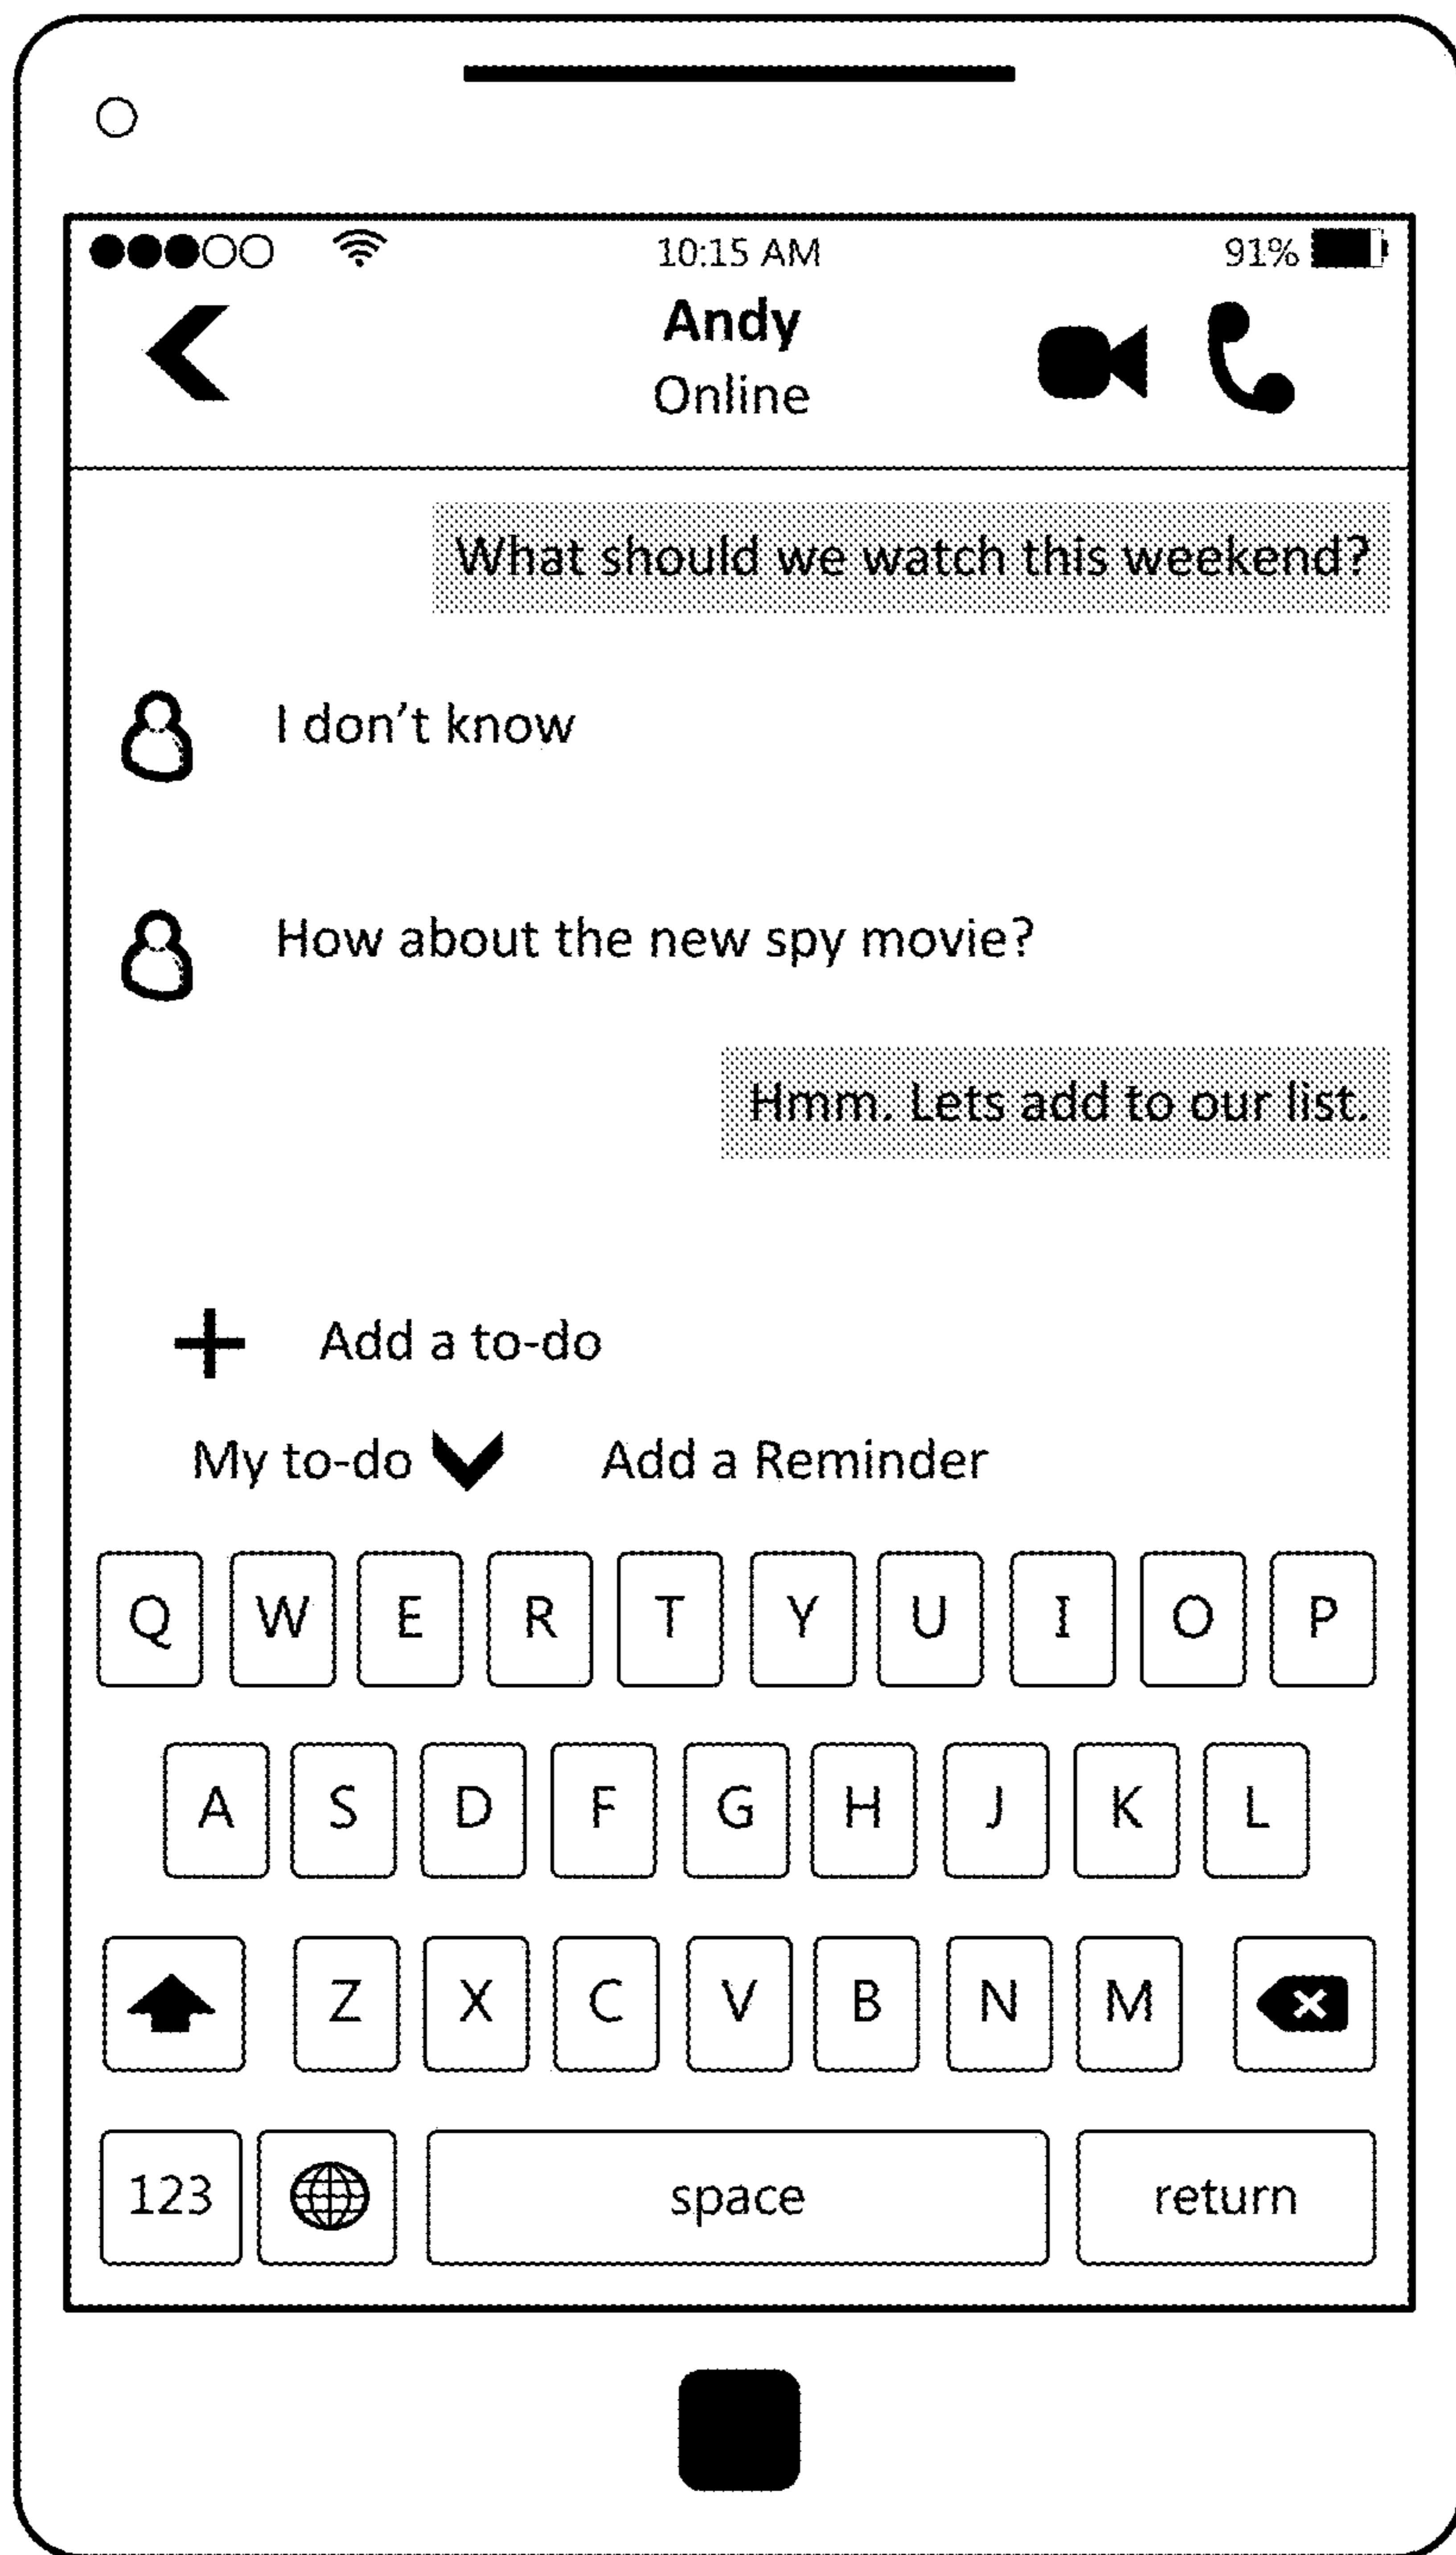 10:15 AM 91%
Andy
Online
What should we watch this weekend?
I don’t know
How about the new spy movie?
Hmm. Lets add to our list.
Add a to-do
My to-do Add a Reminder
Q W E R T Y U I O P
A S D F G H J K L
Z X C V B N M
123 space return